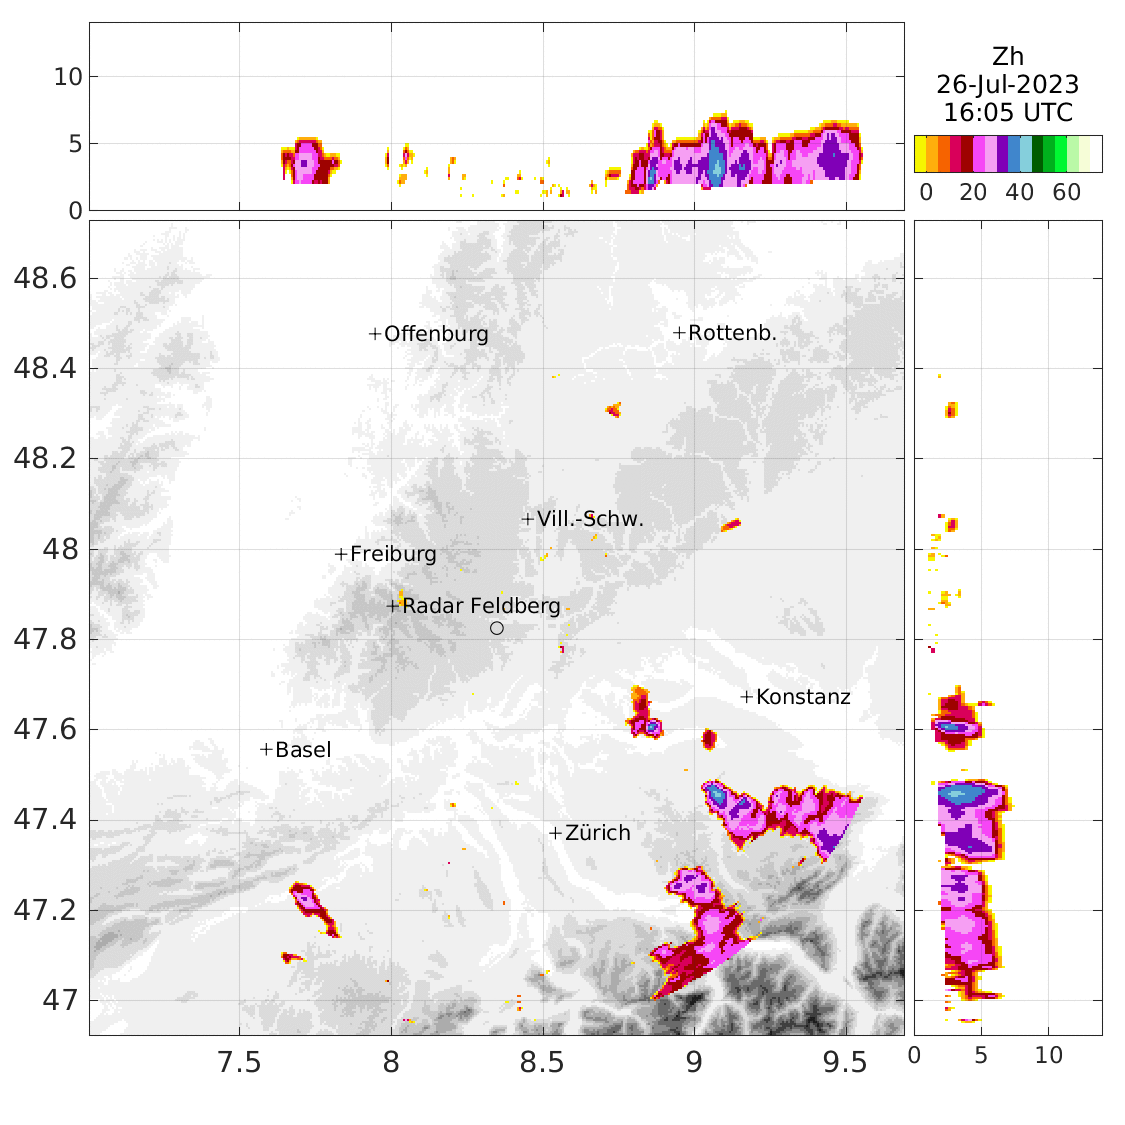 10
5
0
Zh
26-Jul-2023
16:05 UTC
0 20 40 60
48.6
48.4
48.2
48
47.8
47.6
47.4
47.2
47
+Offenburg
+Rottenb.
+Vill.-Schw.
+Freiburg
+Radar Feldberg
+Konstanz
+Basel
+Zürich
7.5 8 8.5 9 9.5
0 5 10